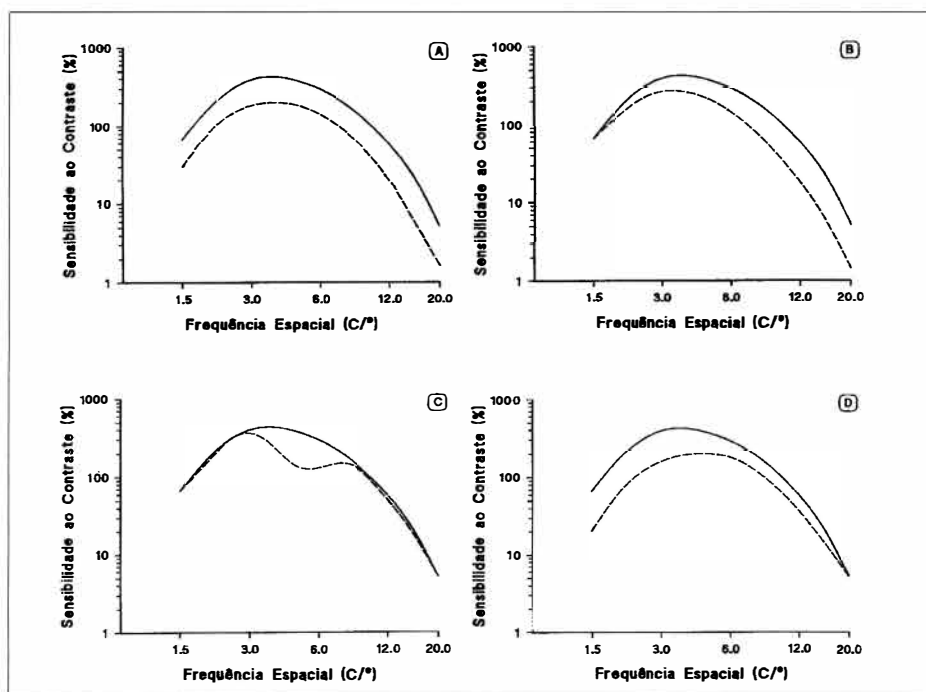 A
Sensibilidade ao Contraste (%)
1000
100
10
1
1.5 3.0 6.0 12.0 20.0
Frequência Espacial (C/°)
B
Sensibilidade ao Contraste (%)
1000
100
10
1
1.5 3.0 6.0 12.0 20.0
Frequência Espacial (C/°)
C
Sensibilidade ao Contraste (%)
1000
100
10
1
1.5 3.0 6.0 12.0 20.0
Frequência Espacial (C/°)
D
Sensibilidade ao Contraste (%)
1000
100
10
1
1.5 3.0 6.0 12.0 20.0
Frequência Espacial (C/°)